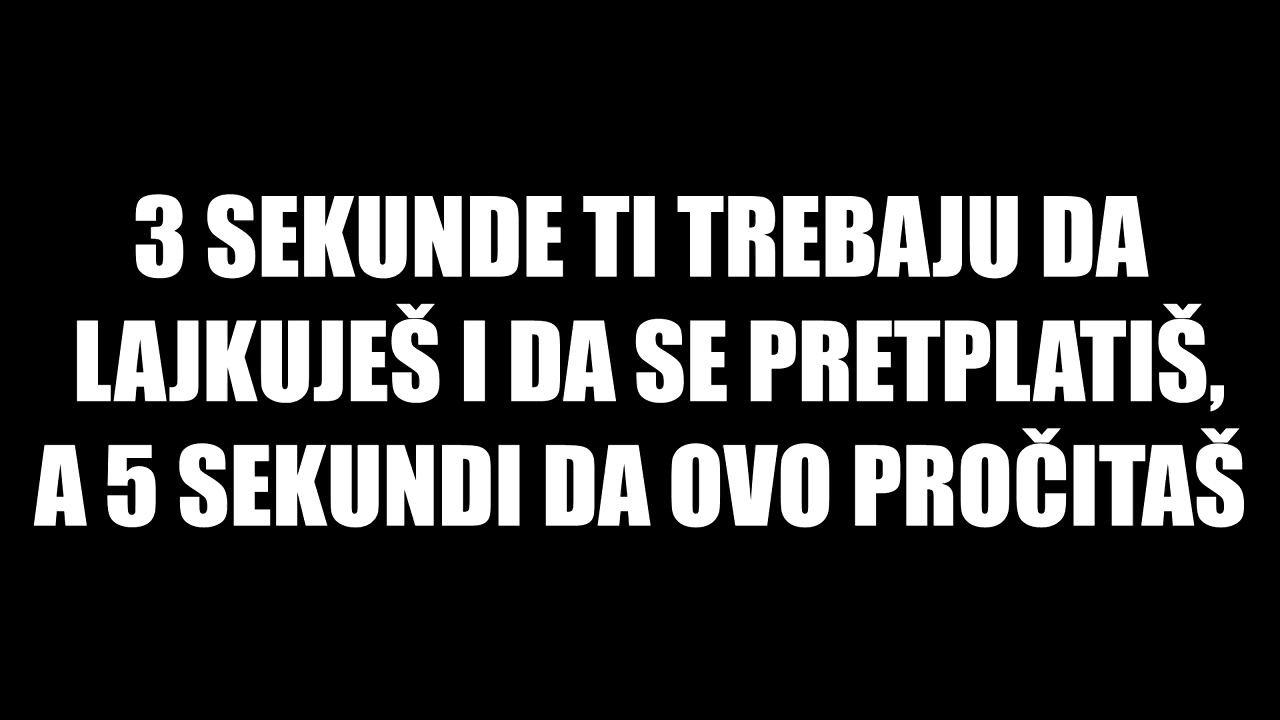 3 SEKUNDE TI TREBAJU DA
LAJKUJEŠ I DA SE PRETPLATIŠ,
A 5 SEKUNDI DA OVO PROČITAŠ